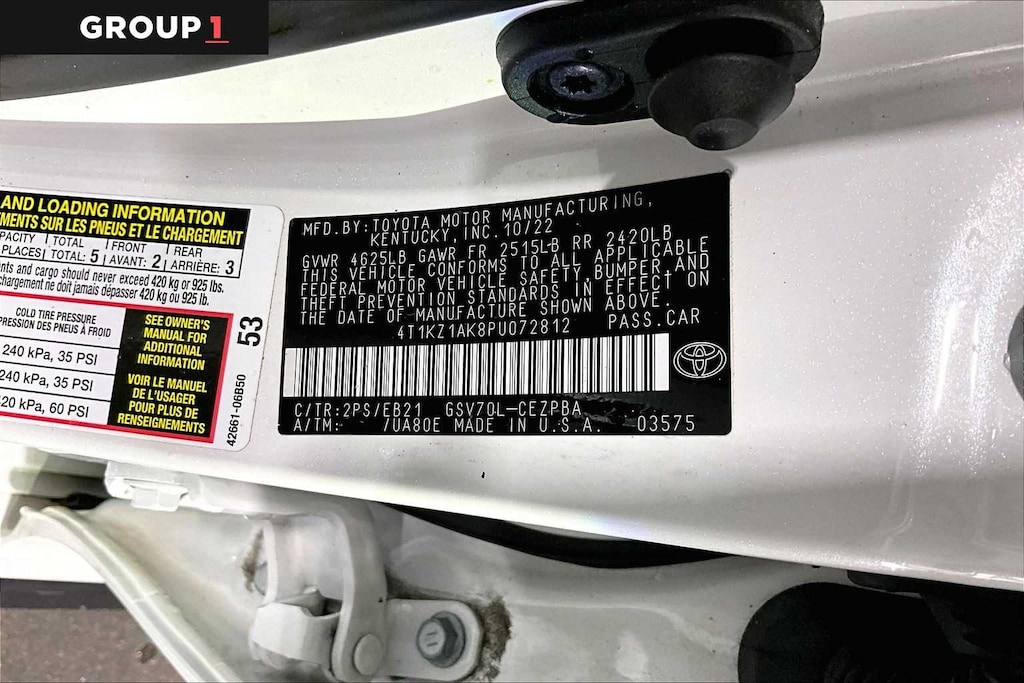 GROUP 1
AND LOADING INFORMATION
MENTS SUR LES PNEUS ET LE CHARGEMENT
TOTAL FRONT REAR
PLACES TOTAL: 5 AVANT: 2 ARRIÈRE: 3
and cargo should never exceed 420 kg or 925 lbs.
chargement ne doit jamais dépasser 420 kg ou 925 lb.
COLD TIRE PRESSURE
PRESSION DES PNEUS À FROID
240 kPa, 35 PSI
240 kPa, 35 PSI
420 kPa, 60 PSI
SEE OWNER'S
MANUAL FOR
ADDITIONAL
INFORMATION
VOIR LE MANUEL
DE L'USAGER
POUR PLUS DE
RENSEIGNEMENTS
53
42661-06B50
MFD. BY: TOYOTA MOTOR MANUFACTURING,
KENTUCKY, INC. 10/22
GVWR 4625LB GAWR FR 2515LB RR 2420LB
THIS VEHICLE CONFORMS TO ALL APPLICABLE
FEDERAL MOTOR VEHICLE SAFETY, BUMPER, AND
THEFT PREVENTION STANDARDS IN EFFECT ON
THE DATE OF MANUFACTURE SHOWN ABOVE.
4T1KZ1AK8PU072812 PASS. CAR
C/TR: 2PS/EB21 GSV70L-CEZPBA
A/TM: /UA80E MADE IN U.S.A. 03575